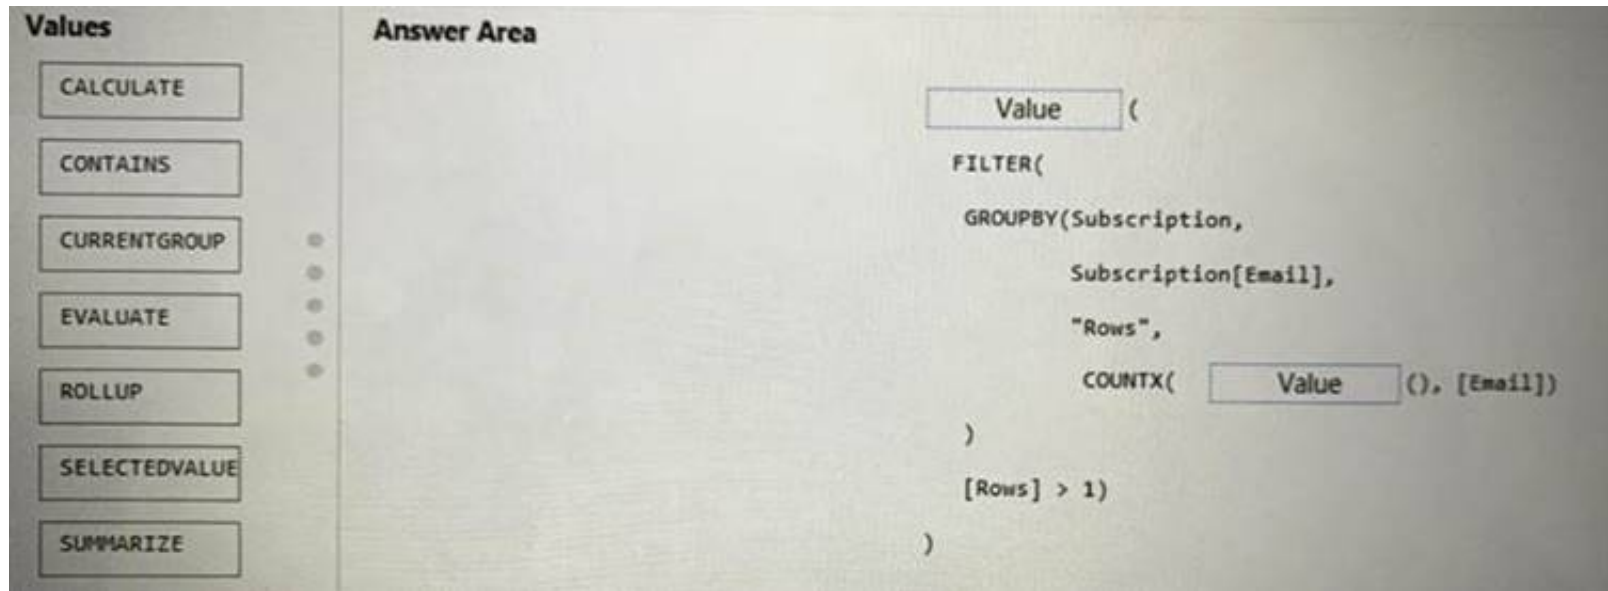 Values
CALCULATE
CONTAINS
CURRENTGROUP
EVALUATE
ROLLUP
SELECTEDVALUE
SUMMARIZE
Answer Area
Value (
FILTER(
GROUPBY(Subscription,
Subscription[Email],
"Rows",
COUNTX( Value (), [Email])
)
[Rows] > 1)
)